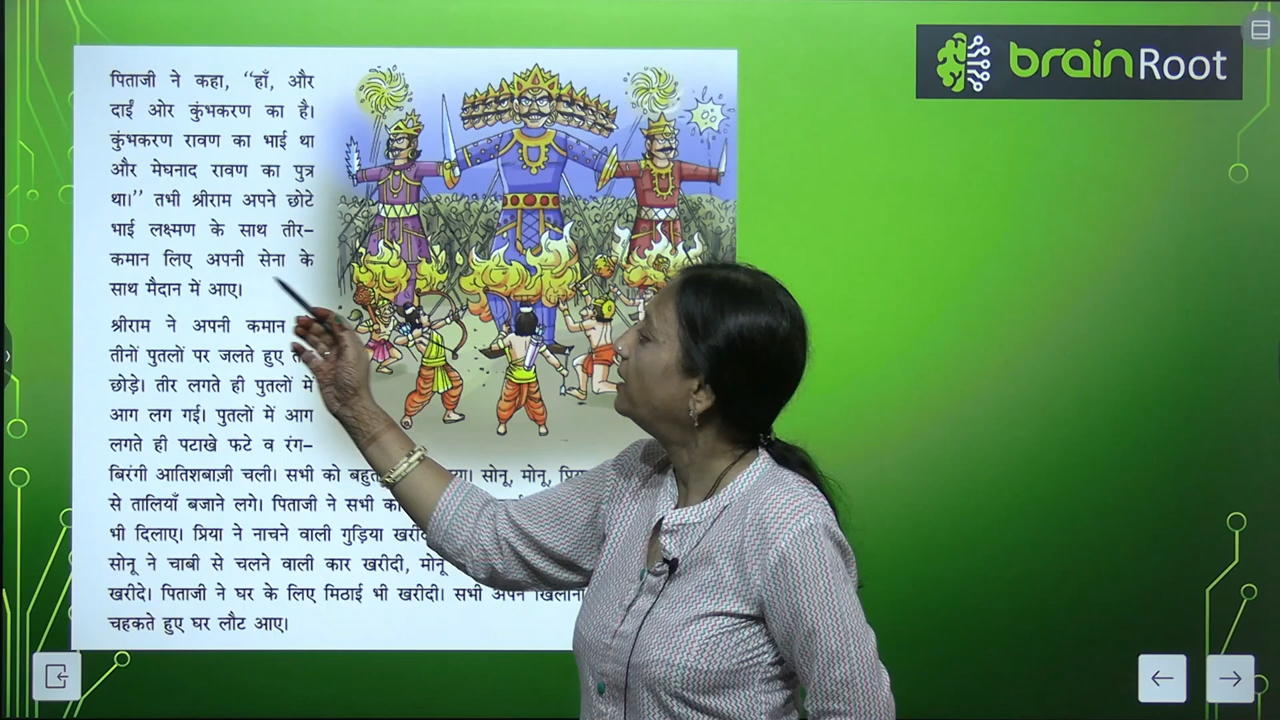 brainRoot
पिताजी ने कहा, “हाँ, और
दाईं ओर कुंभकरण का है।
कुंभकरण रावण का भाई था
और मेघनाद रावण का पुत्र
था।” तभी श्रीराम अपने छोटे
भाई लक्ष्मण के साथ तीर–
कमान लिए अपनी सेना के
साथ मैदान में आए।
श्रीराम ने अपनी कमान
तीनों पुतलों पर जलते हुए
छोड़े। तीर लगते ही पुतलों में
आग लग गई। पुतलों में आग
लगते ही पटाखे फटे व रंग–
बिरंगी आतिशबाज़ी चली। सभी को बहुत सोनू, मोनू,
से तालियाँ बजाने लगे। पिताजी ने सभी
भी दिलाए। प्रिया ने नाचने वाली गुड़िया
सोनू ने चाबी से चलने वाली कार खरीदी, मोनू
खरीदे। पिताजी ने घर के लिए मिठाई भी खरीदी। सभी अपने
चहकते हुए घर लौट आए।